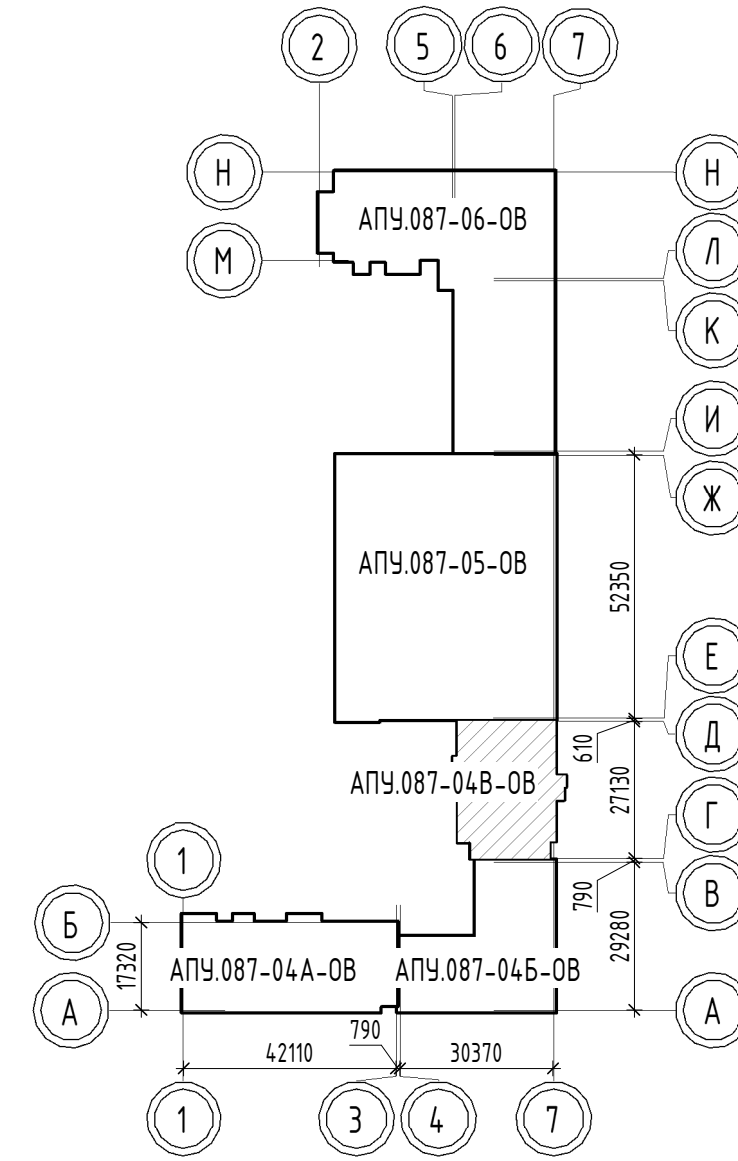 2
5
6
7
Н
Н
АПУ.087-06-ОВ
М
Л
К
И
Ж
АПУ.087-05-ОВ
52350
Е
610
Д
АПУ.087-04В-ОВ
27130
Г
1
790
В
Б
17320
29280
АПУ.087-04А-ОВ
АПУ.087-04Б-ОВ
А
А
790
42110
30370
1
3
4
7